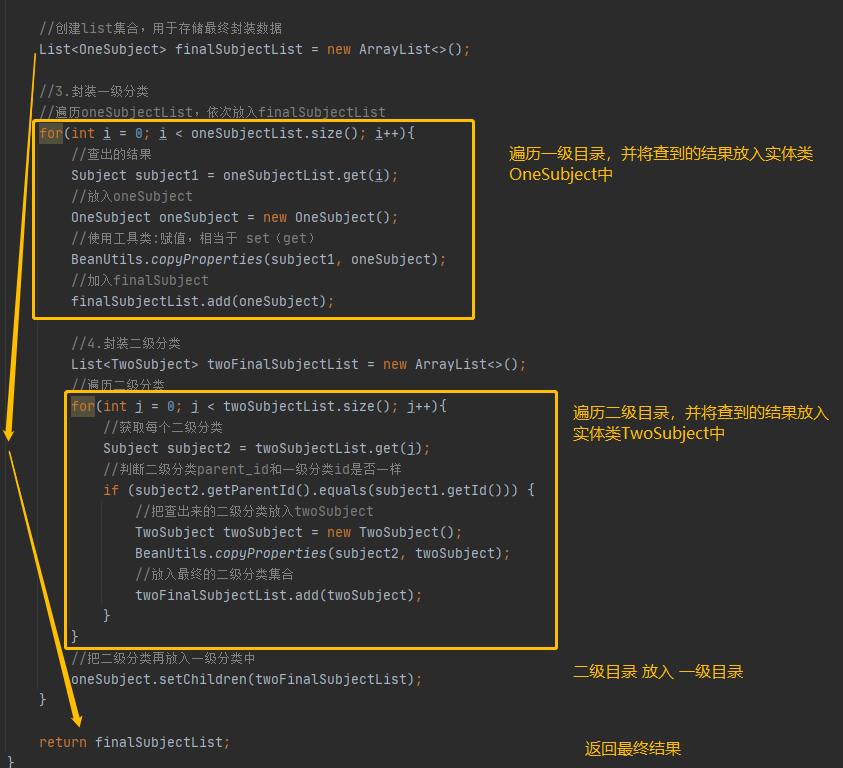 //创建list集合，用于存储最终封装数据
List<OneSubject> finalSubjectList = new ArrayList<>();
//3.封装一级分类
//遍历oneSubjectList，依次放入finalSubjectList
for(int i = 0; i < oneSubjectList.size(); i++){
//查出的结果
Subject subject1 = oneSubjectList.get(i);
//放入oneSubject
OneSubject oneSubject = new OneSubject();
//使用工具类:赋值，相当于 set（get）
BeanUtils.copyProperties(subject1, oneSubject);
//加入finalSubject
finalSubjectList.add(oneSubject);
遍历一级目录，并将查到的结果放入实体类
OneSubject中
//4.封装二级分类
List<TwoSubject> twoFinalSubjectList = new ArrayList<>();
//遍历二级分类
for(int j = 0; j < twoSubjectList.size(); j++){
//获取每个二级分类
Subject subject2 = twoSubjectList.get(j);
//判断二级分类parent_id和一级分类id是否一样
if (subject2.getParentId().equals(subject1.getId())) {
//把查出来的二级分类放入twoSubject
TwoSubject twoSubject = new TwoSubject();
BeanUtils.copyProperties(subject2, twoSubject);
//放入最终的二级分类集合
twoFinalSubjectList.add(twoSubject);
}
}
遍历二级目录，并将查到的结果放入
实体类TwoSubject中
//把二级分类再放入一级分类中
oneSubject.setChildren(twoFinalSubjectList);
二级目录 放入 一级目录
}
return finalSubjectList;
返回最终结果
}